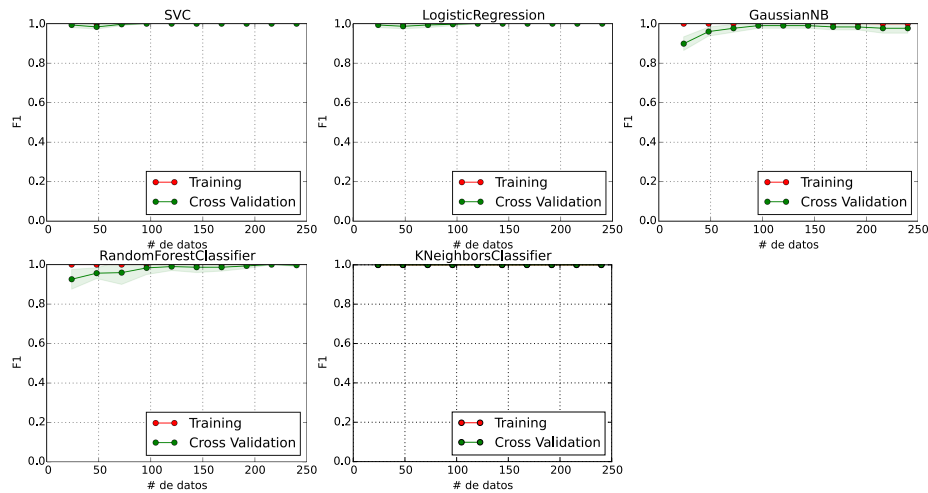 SVC
1.0
0.8
0.6
0.4
0.2
0.0
F1
Training
Cross Validation
0 50 100 150 200 250
# de datos
LogisticRegression
1.0
0.8
0.6
0.4
0.2
0.0
F1
Training
Cross Validation
0 50 100 150 200 250
# de datos
GaussianNB
1.0
0.8
0.6
0.4
0.2
0.0
F1
Training
Cross Validation
0 50 100 150 200 250
# de datos
RandomForestClassifier
1.0
0.8
0.6
0.4
0.2
0.0
F1
Training
Cross Validation
0 50 100 150 200 250
# de datos
KNeighborsClassifier
1.0
0.8
0.6
0.4
0.2
0.0
F1
Training
Cross Validation
0 50 100 150 200 250
# de datos